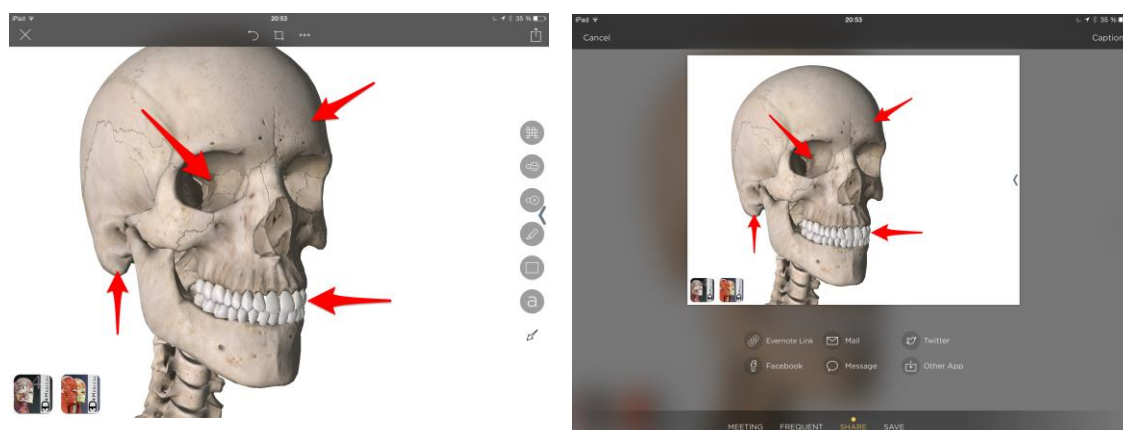 iPad 20:53 35 %
a
iPad 20:53 35 %
Cancel Caption
Evernote Link Mail Twitter
Facebook Message Other App
MEETING FREQUENT SHARE SAVE